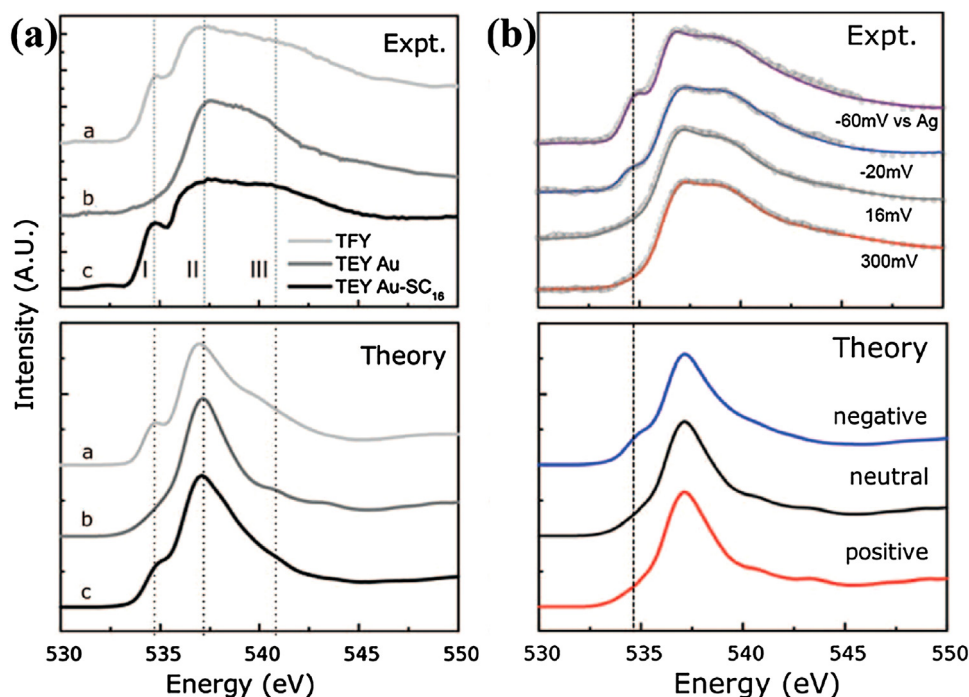 (a)
Expt.
a
b
c
I II III
TFY
TEY Au
TEY Au-SC16
Theory
a
b
c
530 535 540 545 550
Energy (eV)
Intensity (A.U.)
(b)
Expt.
-60mV vs Ag
-20mV
16mV
300mV
Theory
negative
neutral
positive
530 535 540 545 550
Energy (eV)